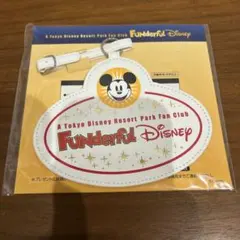 A Tokyo Disney Resort Park Fan Club FUNderful Disney
A Tokyo Disney Resort Park Fan Club
FUNderful Disney